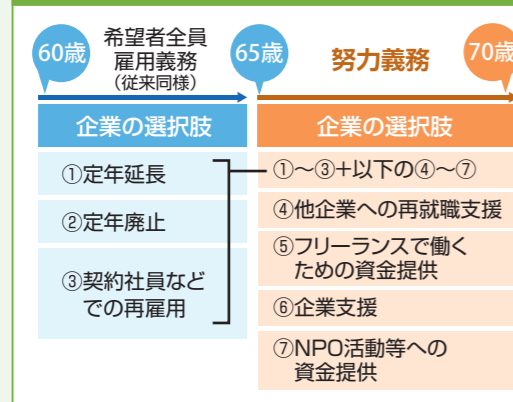 60歳
希望者全員
雇用義務
（従来同様）
65歳
努力義務
70歳
企業の選択肢
①定年延長
②定年廃止
③契約社員など
での再雇用
企業の選択肢
①～③+以下の④～⑦
④他企業への再就職支援
⑤フリーランスで働く
ための資金提供
⑥企業支援
⑦NPO活動等への
資金提供